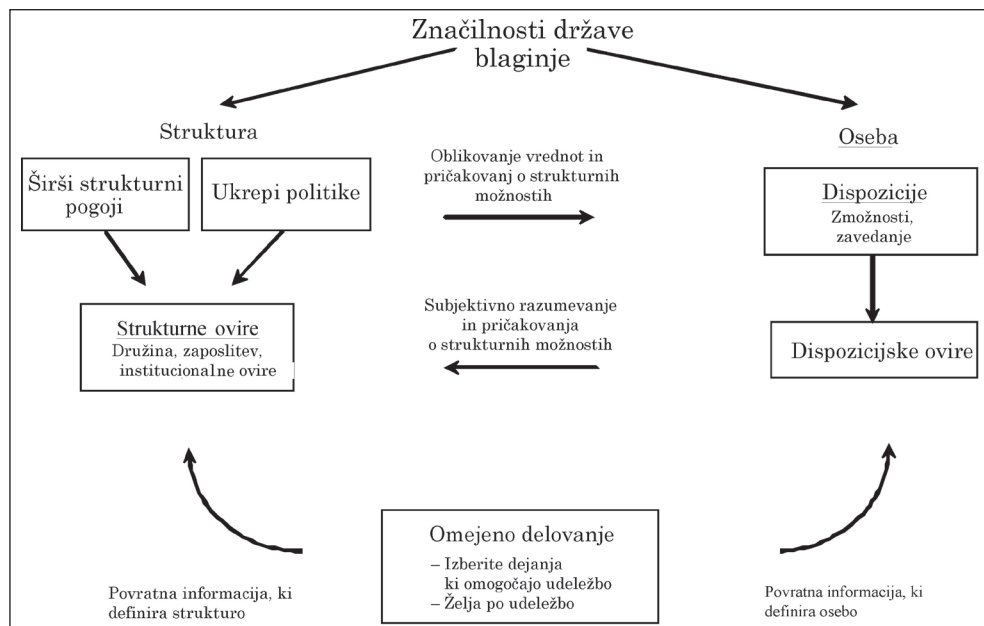 Značilnosti države
blaginje
Struktura
Oseba
Širši strukturni
pogoji
Ukrepi politike
Oblikovanje vrednot in
pričakovanj o strukturnih
možnostih
Dispozicije
Zmožnosti,
zavedanje
Strukturne ovire
Družina, zaposlitev,
institucionalne ovire
Subjektivno razumevanje
in pričakovanja
o strukturnih možnostih
Dispozicijske ovire
Omejeno delovanje
– Izberite dejanja
ki omogočajo udeležbo
– Želja po udeležbo
Povratna informacija, ki
definira strukturo
Povratna informacija, ki
definira osebo